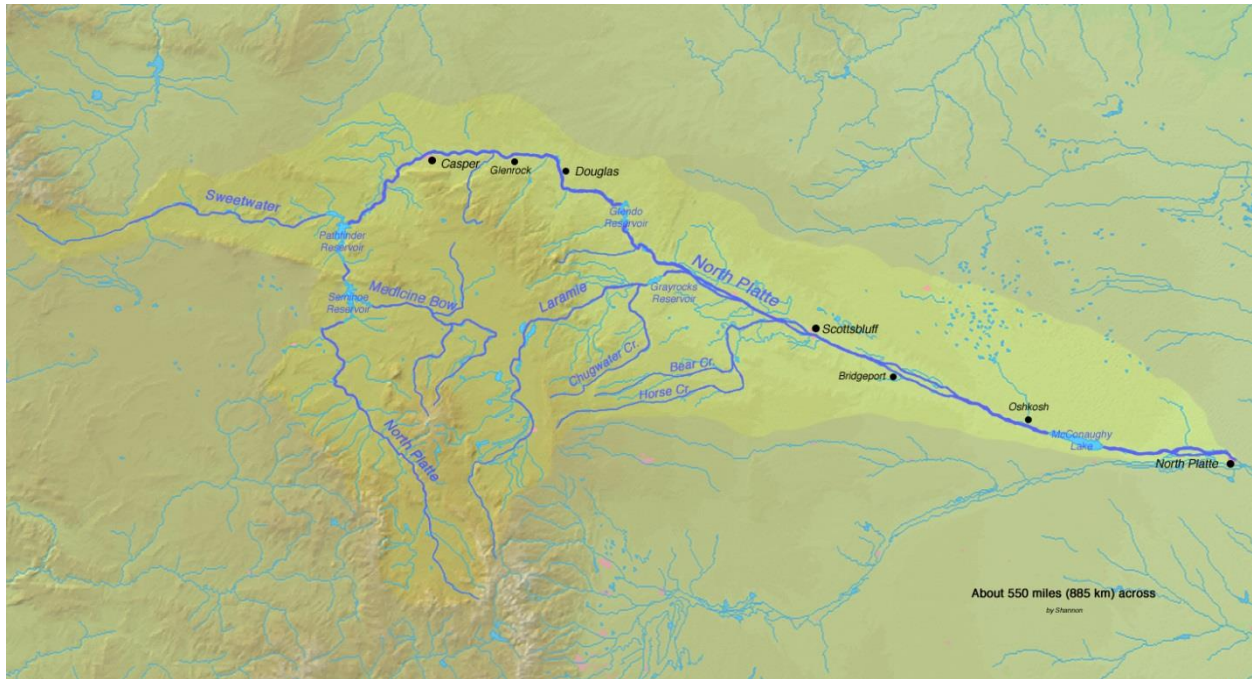 Casper
Glenrock
Douglas
Sweetwater
Glendo
Reservoir
Pathfinder
Reservoir
North Platte
Medicine Bow
Seminoe
Reservoir
Laramie
Grayrocks
Reservoir
Scottsbluff
Chugwater Cr.
Bear Cr.
Bridgeport
Horse Cr.
Oshkosh
North Platte
McConaughy
Lake
North Platte
About 550 miles (885 km) across
by Shannon